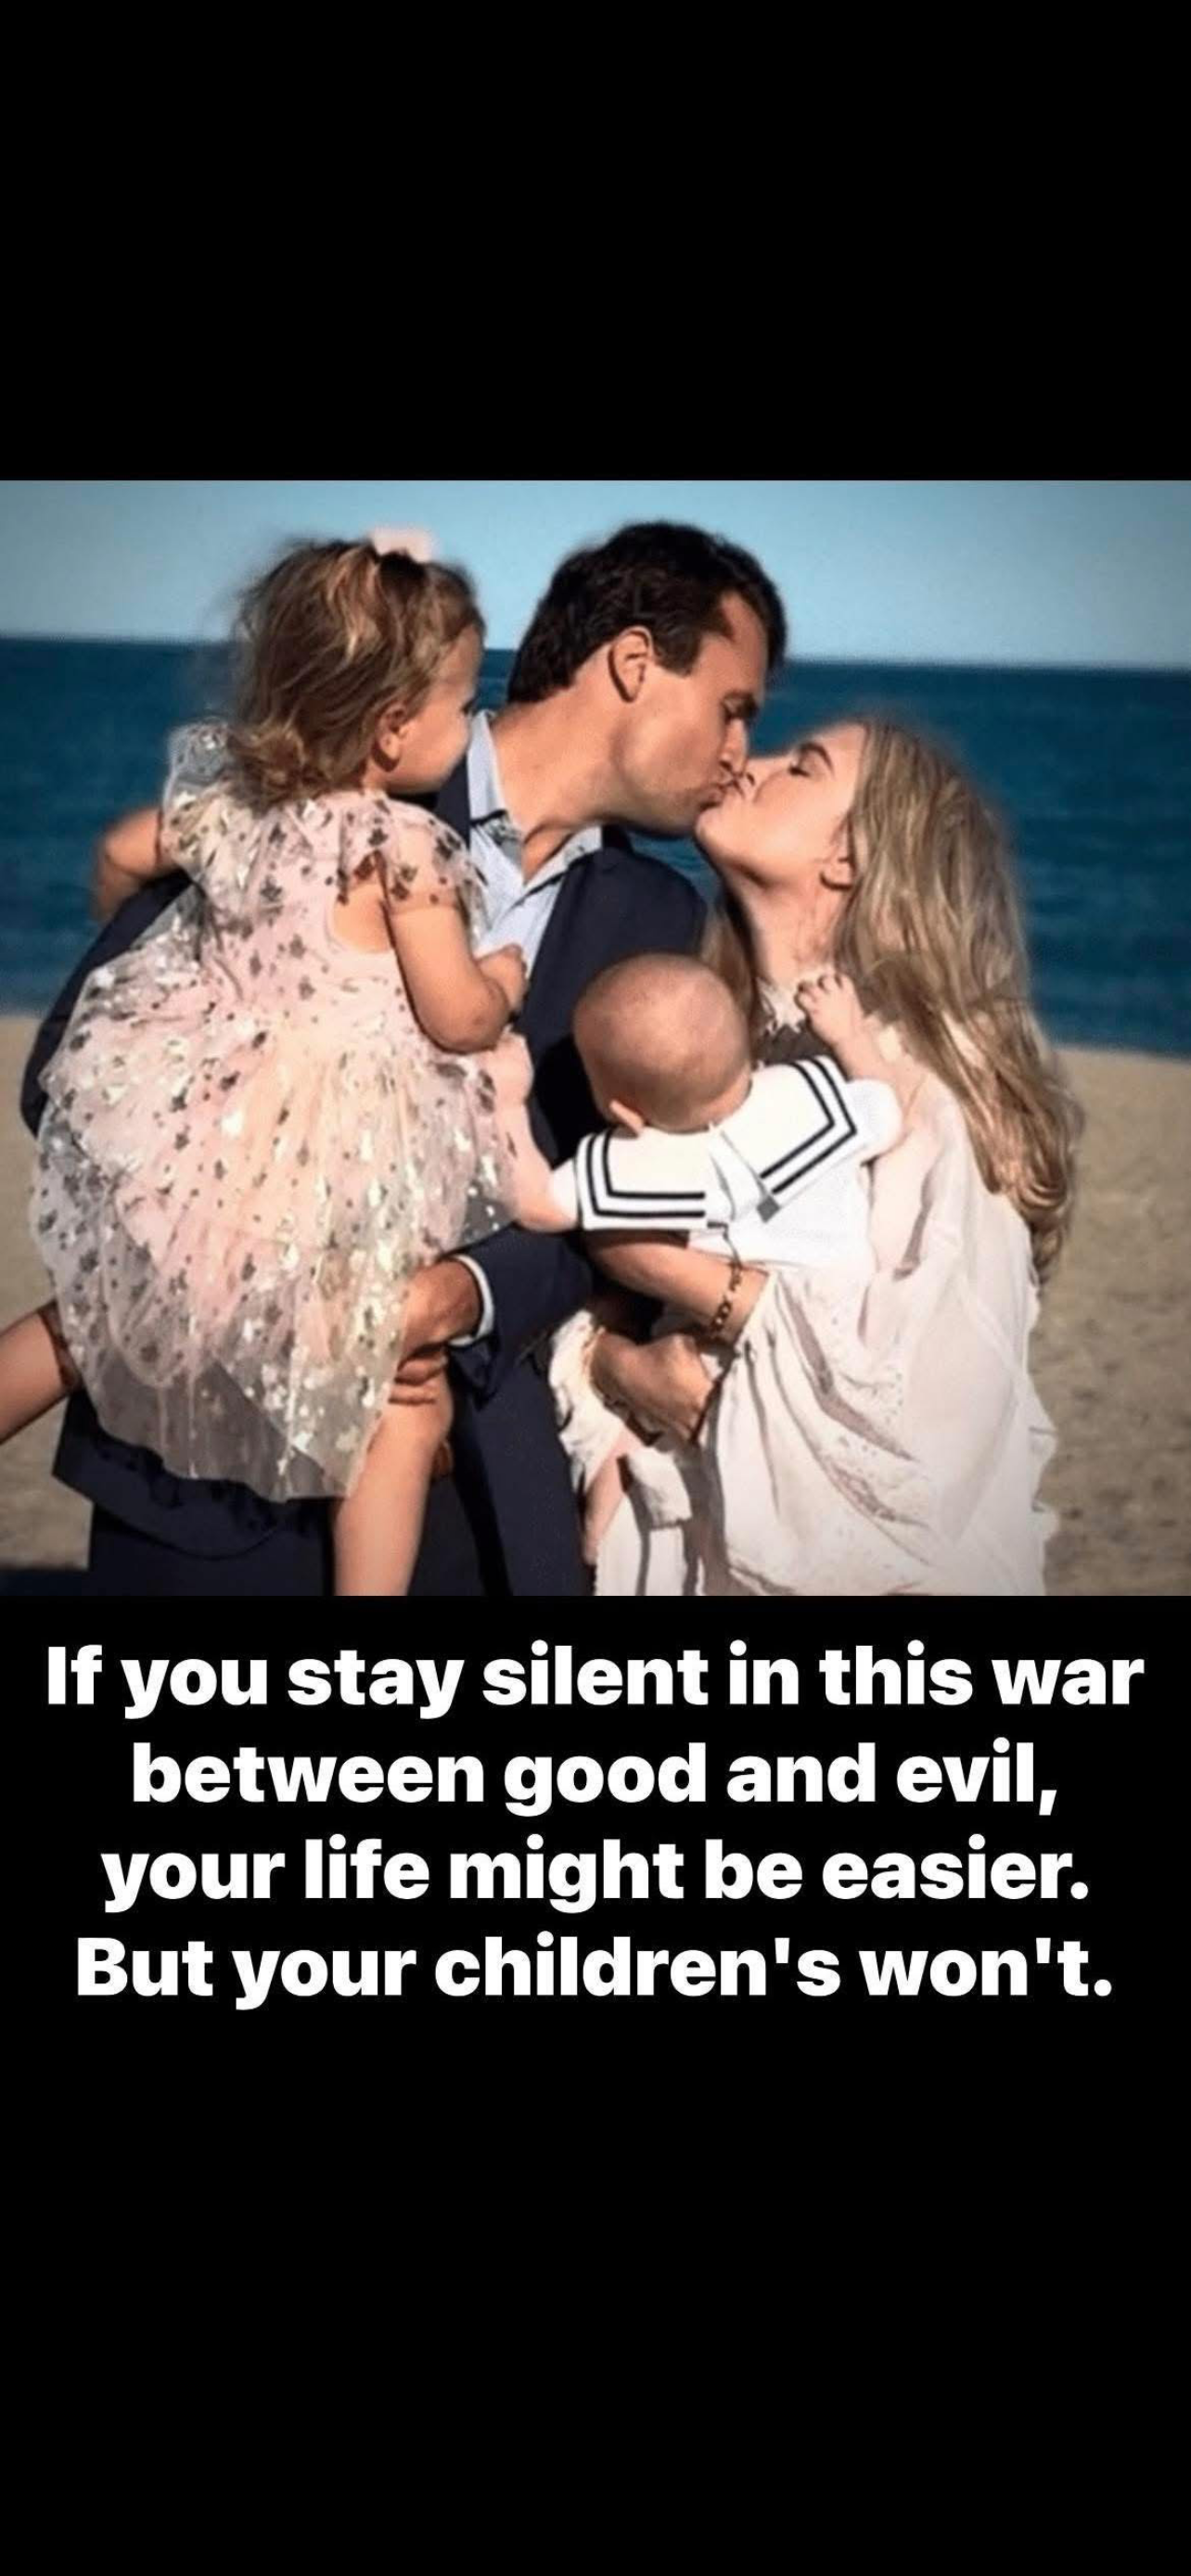 If you stay silent in this war
between good and evil,
your life might be easier.
But your children's won't.